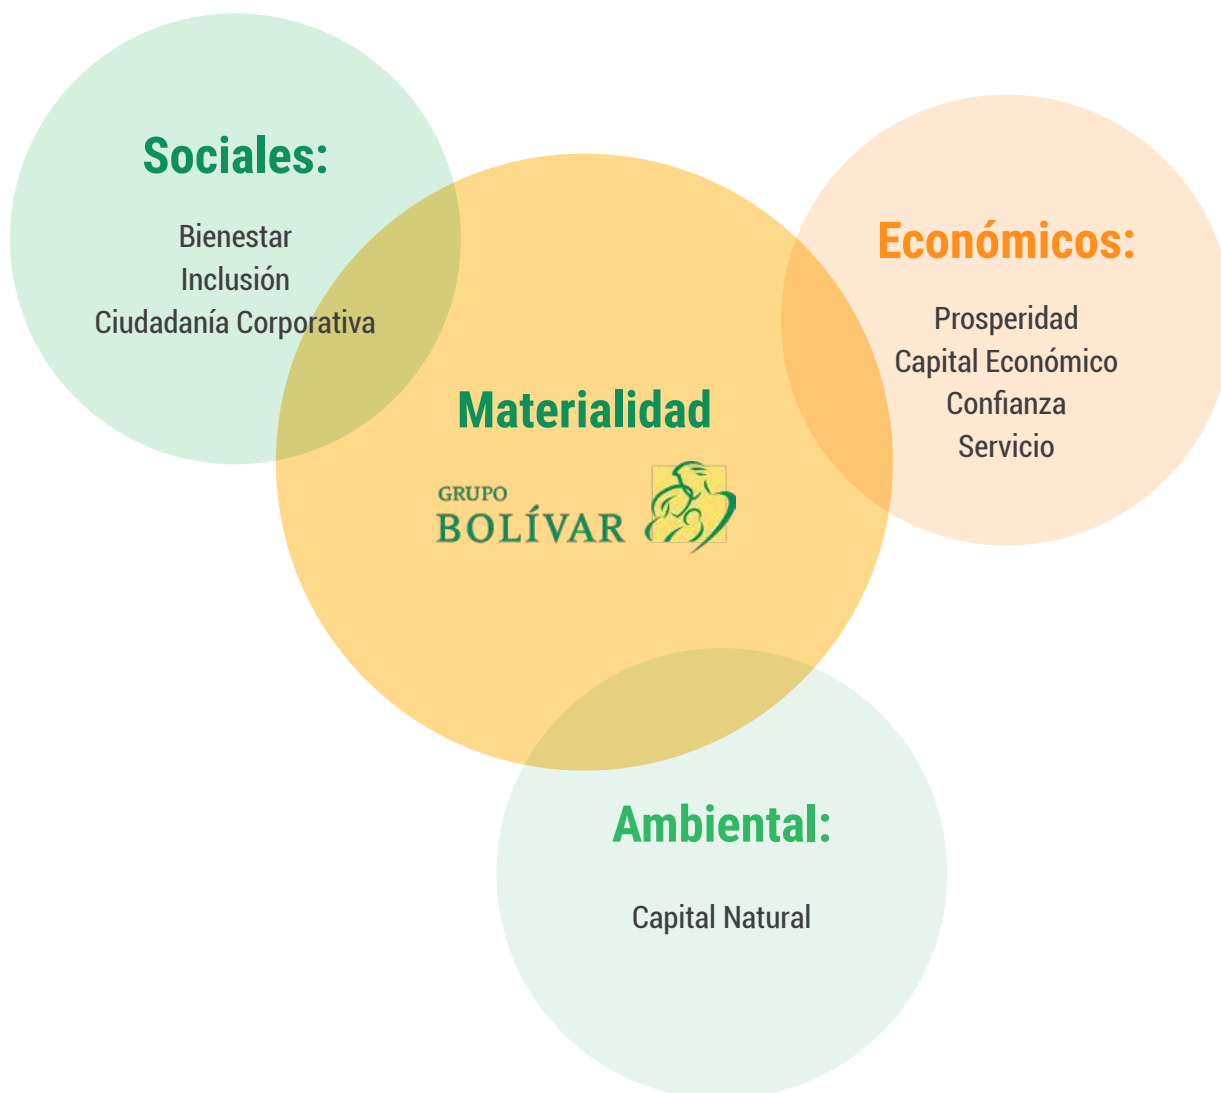 Sociales:
Bienestar
Inclusión
Ciudadanía Corporativa
Económicos:
Prosperidad
Capital Económico
Confianza
Servicio
Materialidad
GRUPO
BOLÍVAR
Ambiental:
Capital Natural